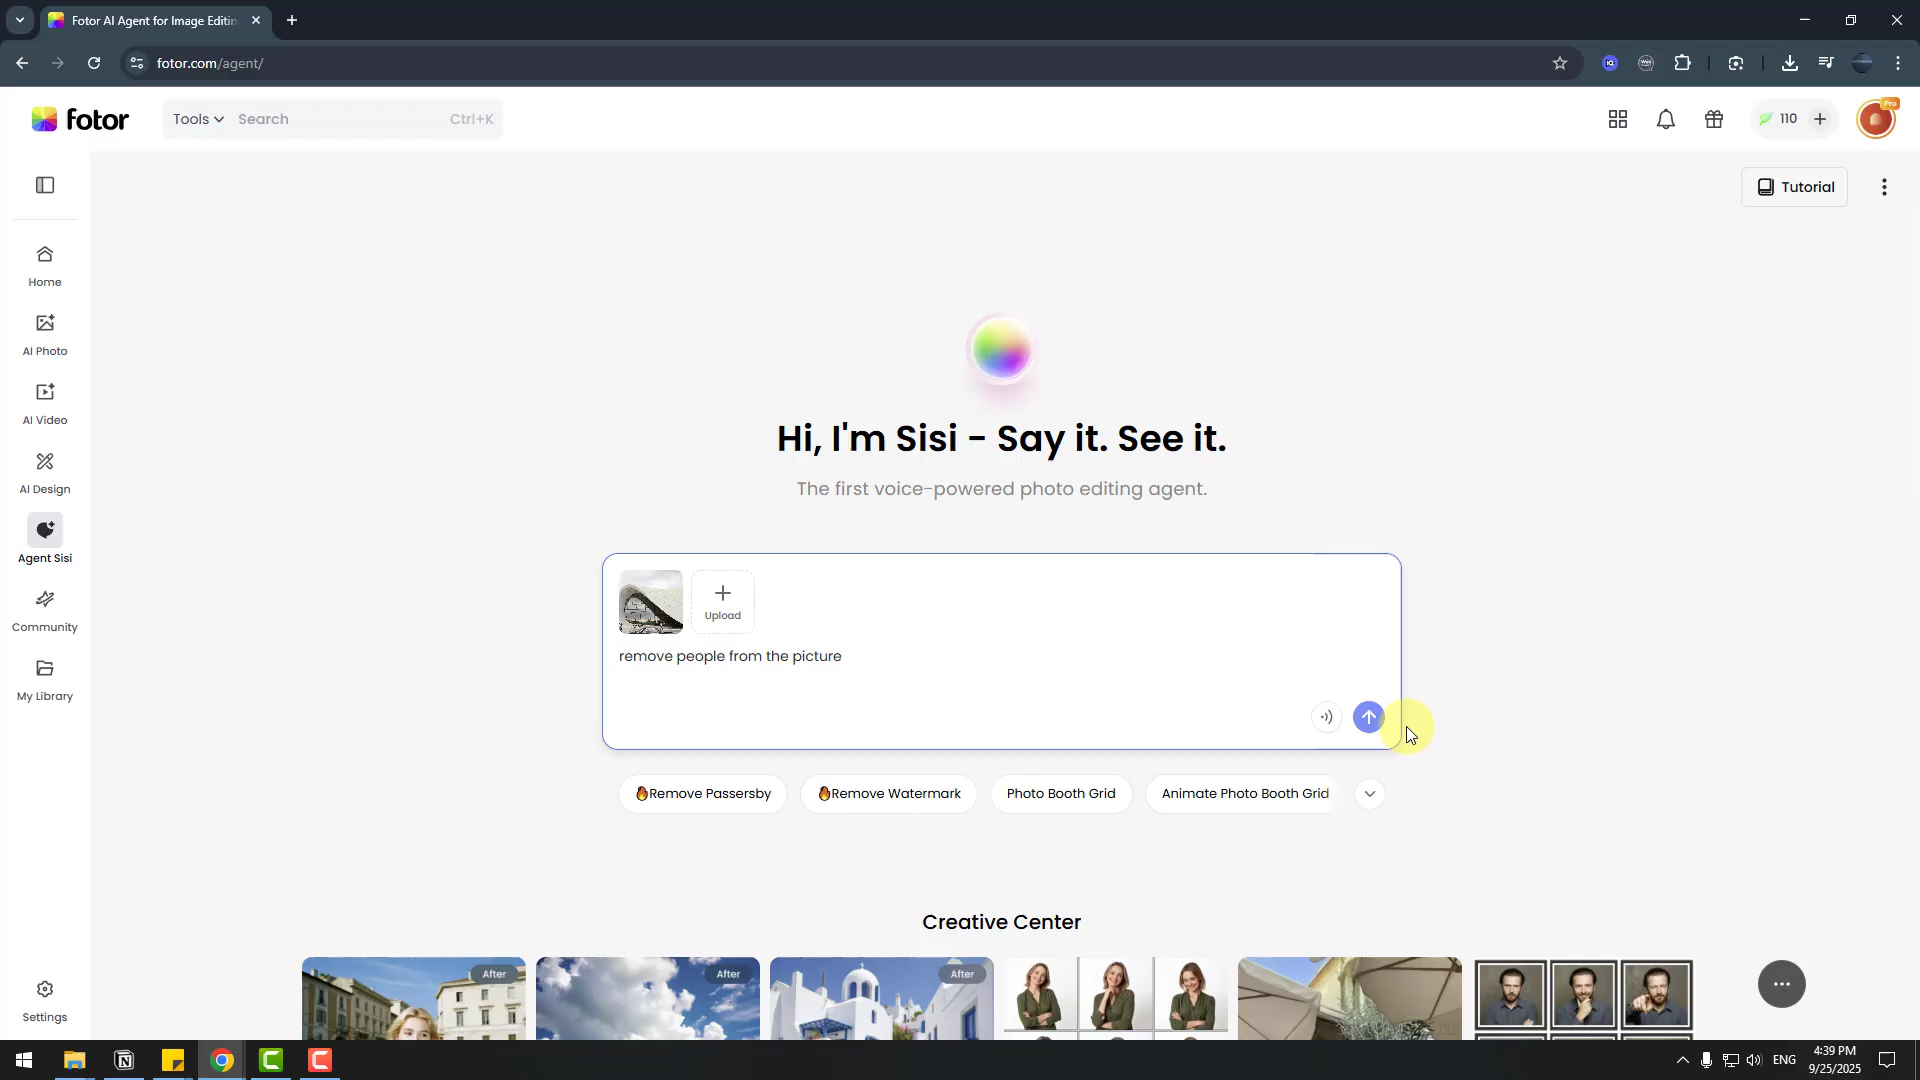 Fotor AI Agent for Image Editin
fotor.com/agent/
fotor
Tools
Search
Ctrl+K
110
Pro
Tutorial
Home
AI Photo
AI Video
AI Design
Agent Sisi
Community
My Library
Settings
Hi, I'm Sisi - Say it. See it.
The first voice-powered photo editing agent.
Upload
remove people from the picture
Remove Passersby
Remove Watermark
Photo Booth Grid
Animate Photo Booth Grid
Creative Center
After
After
After
ENG
4:39 PM
9/25/2025